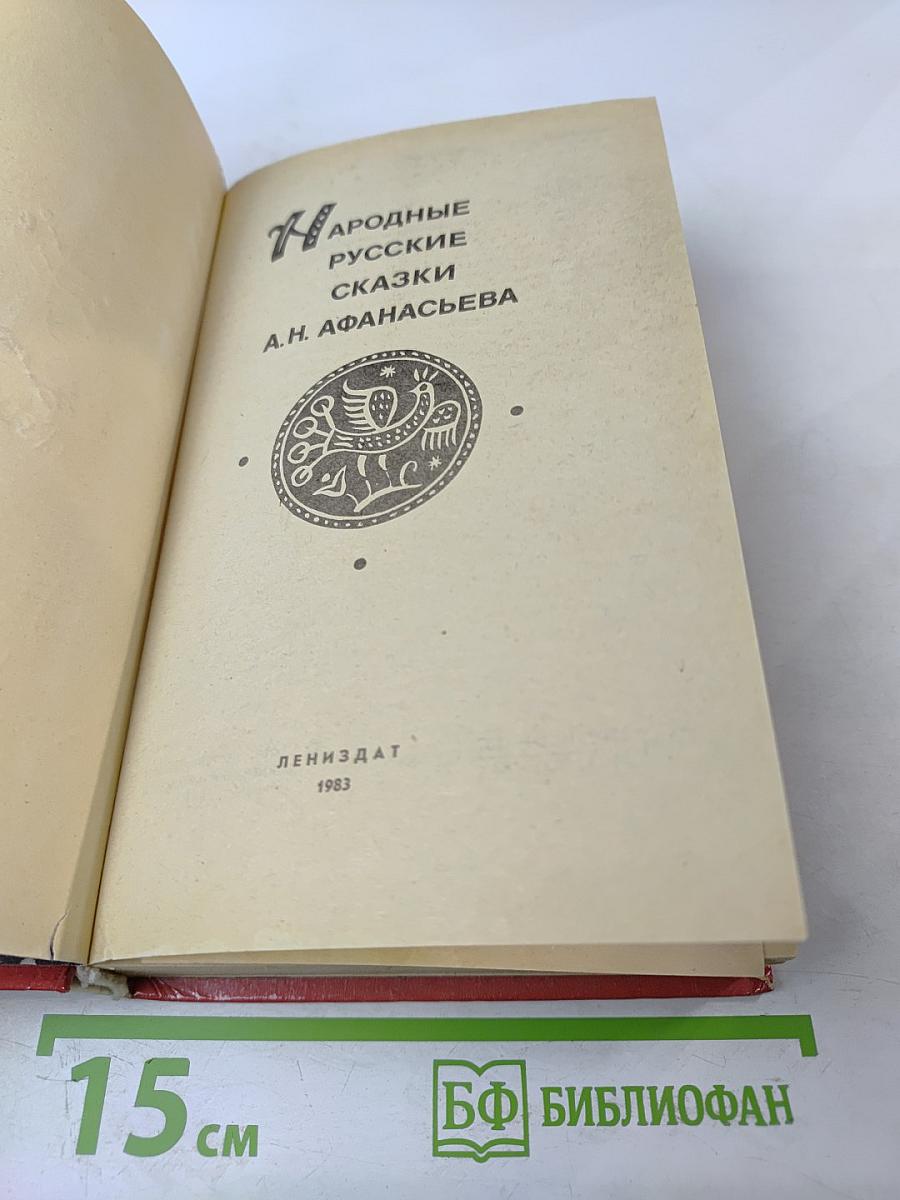 НАРОДНЫЕ
РУССКИЕ
СКАЗКИ
А. Н. АФАНАСЬЕВА
ЛЕНИЗДАТ
1983
15 СМ
БФ БИБЛИОФАН